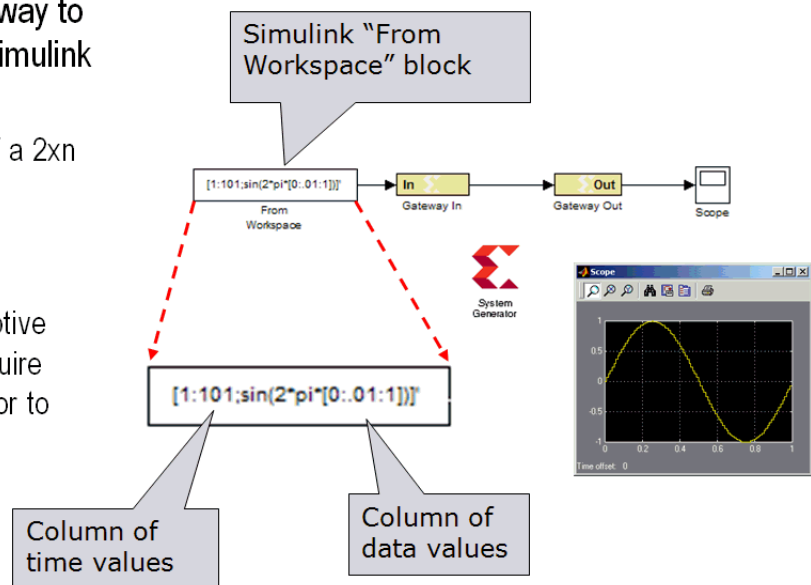 way to
imulink
a 2xn
otive
uire
or to
Simulink “From
Workspace” block
[1:101;sin(2*pi*[0:.01:1])]'
From
Workspace
In
Gateway In
Out
Gateway Out
Scope
System
Generator
[1:101;sin(2*pi*[0:.01:1])]'
Column of
time values
Column of
data values
Scope
1
0.5
0
-0.5
-1
0 0.2 0.4 0.6 0.8 1
Time offset: 0